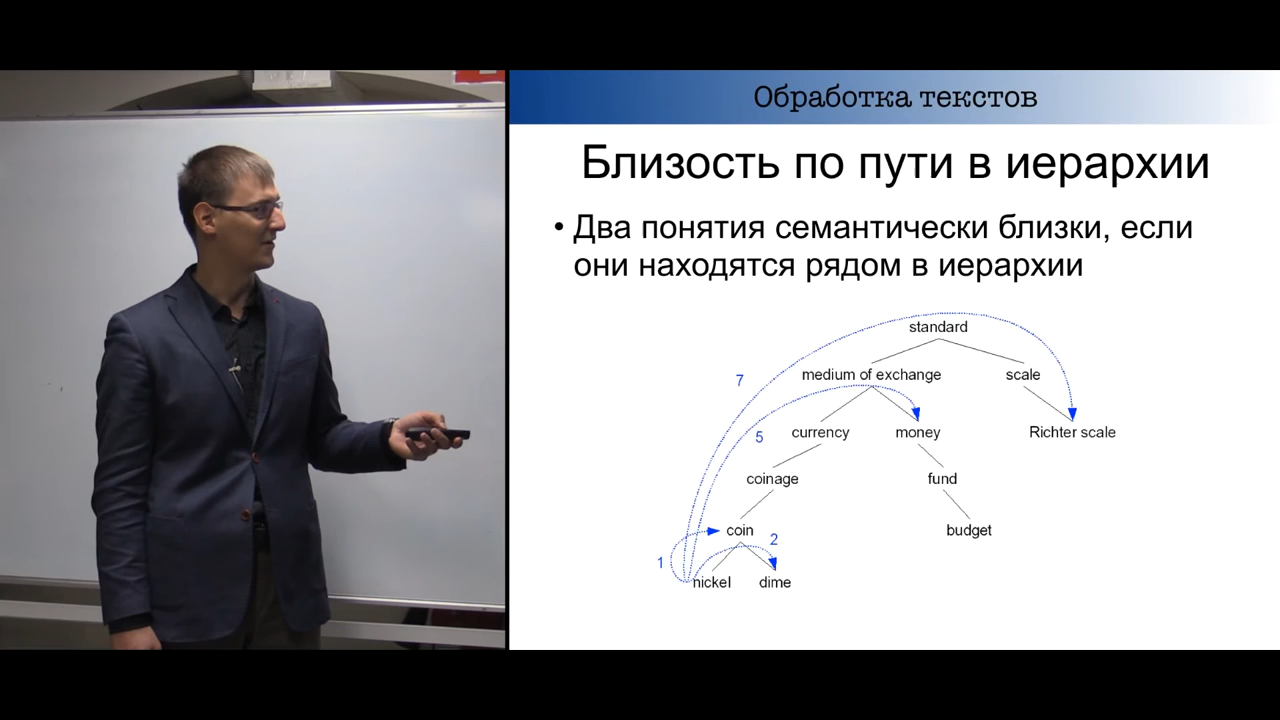 Обработка текстов
Близость по пути в иерархии
• Два понятия семантически близки, если
они находятся рядом в иерархии
standard
7
medium of exchange
scale
5
currency
money
Richter scale
coinage
fund
coin
2
budget
1
nickel
dime